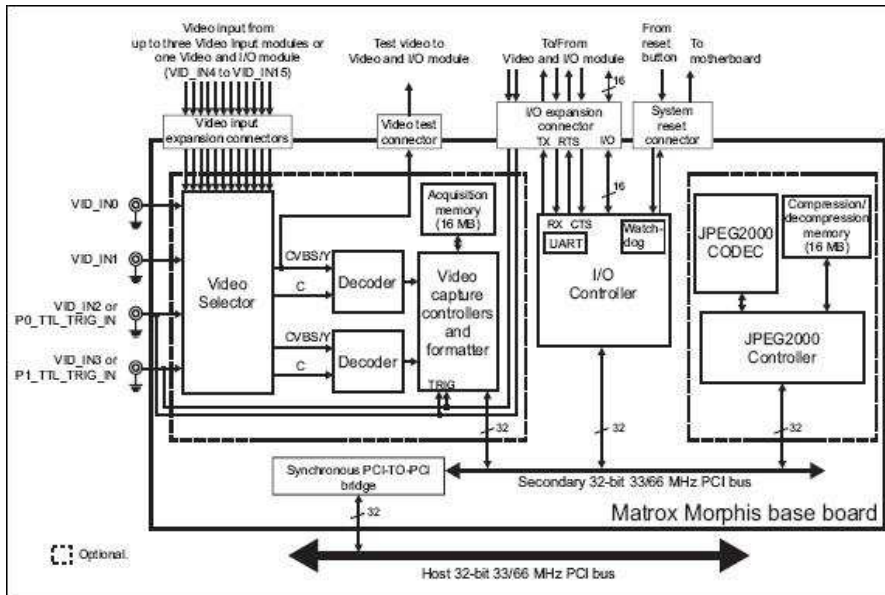 Video input from
up to three Video Input modules or
one Video and I/O module
(VID_IN4 to VID_IN15)
Test video to
Video and I/O module
To/From
Video and I/O module
From
reset
button
To
motherboard
16
Video input
expansion connectors
Video test
connector
I/O expansion
connector
TX RTS I/O
System
reset
connector
VID_IN0
VID_IN1
VID_IN2 or
P0_TTL_TRIG_IN
VID_IN3 or
P1_TTL_TRIG_IN
Video
Selector
CVBS/Y
C
CVBS/Y
C
Decoder
Decoder
Acquisition
memory
(16 MB)
Video
capture
controllers
and
formatter
TRIG
32
16
RX CTS
UART
Watch-
dog
I/O
Controller
32
JPEG2000
CODEC
Compression/
decompression
memory
(16 MB)
JPEG2000
Controller
32
Synchronous PCI-TO-PCI
bridge
32
Secondary 32-bit 33/66 MHz PCI bus
Matrox Morphis base board
Optional.
Host 32-bit 33/66 MHz PCI bus